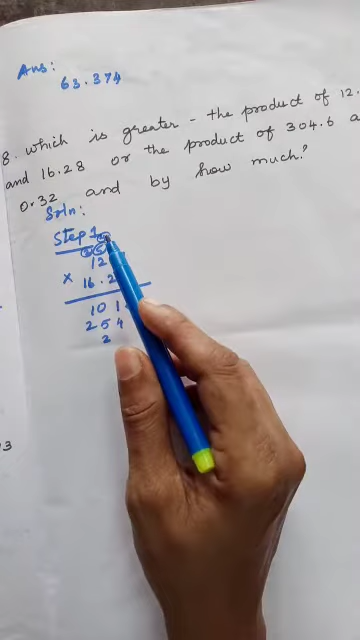 Ans:
63.374
8. which is greater - the product of 12.
and 16.28 or the product of 304.6 a
0.32 and by how much?
Soln:
Step 1
12
× 16.2
10 1
2 5 4
2
3